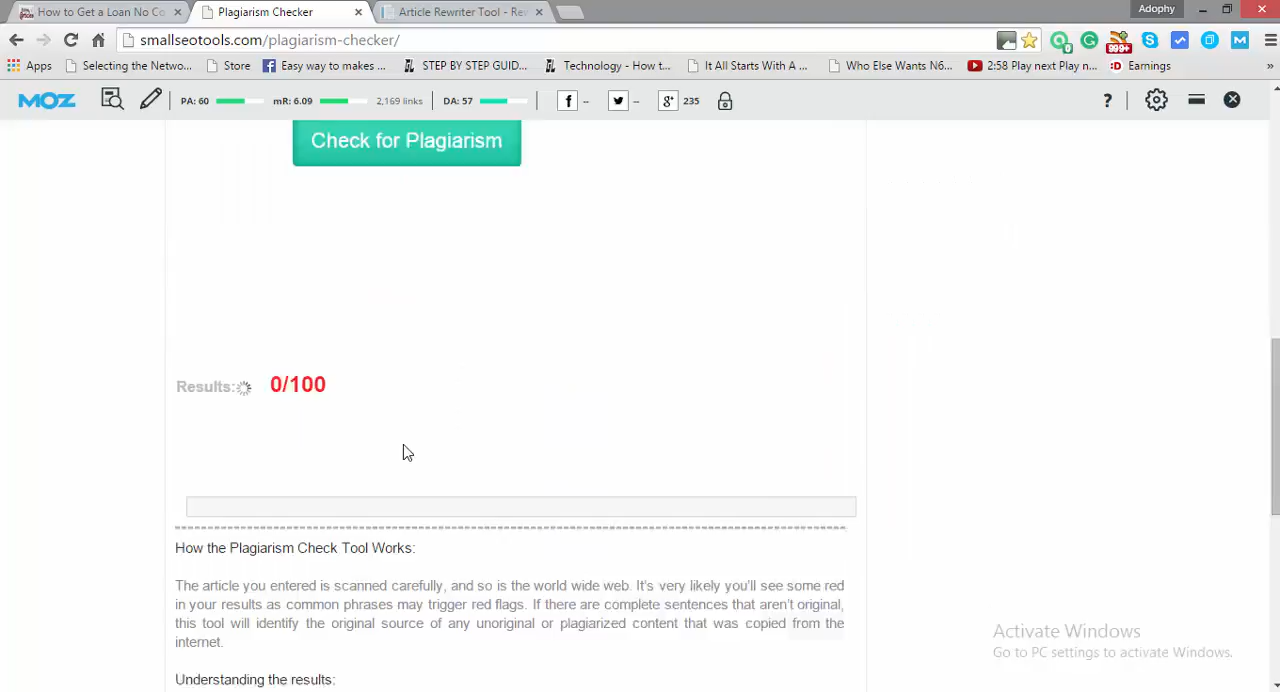 How to Get a Loan No Co
Plagiarism Checker
Article Rewriter Tool - Rev
Adophy
smallseotools.com/plagiarism-checker/
0
999+
Apps
Selecting the Netwo...
Store
Easy way to makes ...
STEP BY STEP GUID...
Technology - How t...
It All Starts With A ...
Who Else Wants N6...
2:58 Play next Play n...
Earnings
»
MOZ
PA: 60
mR: 6.09
2,169 links
DA: 57
f
--
--
g+
235
?
Check for Plagiarism
Results:
0/100
How the Plagiarism Check Tool Works:
The article you entered is scanned carefully, and so is the world wide web. It's very likely you'll see some red
in your results as common phrases may trigger red flags. If there are complete sentences that aren't original,
this tool will identify the original source of any unoriginal or plagiarized content that was copied from the
internet.
Activate Windows
Go to PC settings to activate Windows.
Understanding the results: